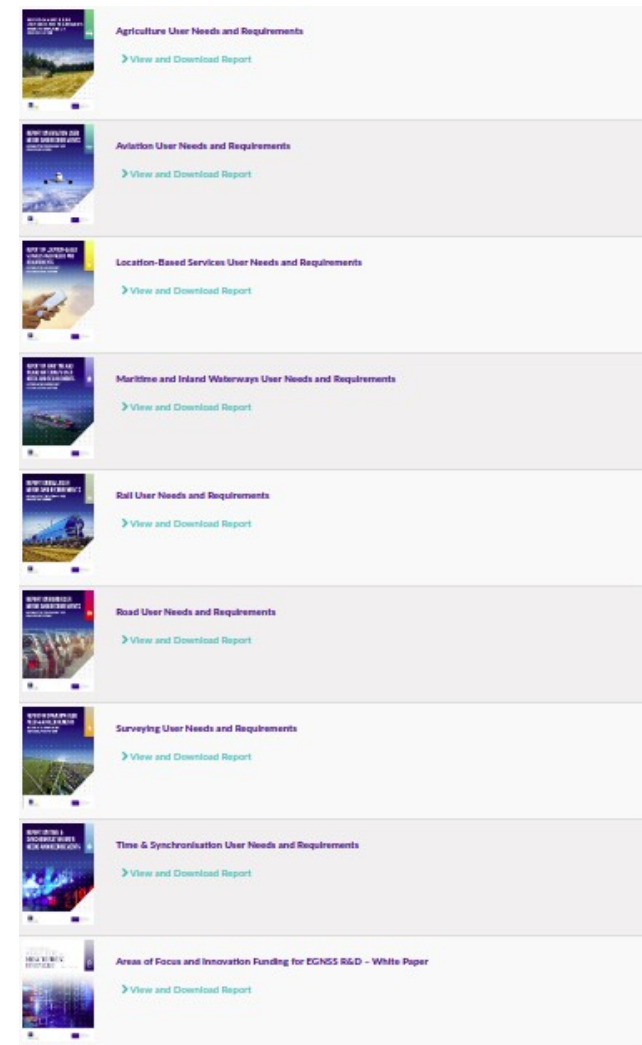 Agriculture User Needs and Requirements
View and Download Report
Aviation User Needs and Requirements
View and Download Report
Location-Based Services User Needs and Requirements
View and Download Report
Maritime and Inland Waterways User Needs and Requirements
View and Download Report
Rail User Needs and Requirements
View and Download Report
Road User Needs and Requirements
View and Download Report
Surveying User Needs and Requirements
View and Download Report
Time & Synchronisation User Needs and Requirements
View and Download Report
Areas of Focus and Innovation Funding for EGNSS R&D – White Paper
View and Download Report